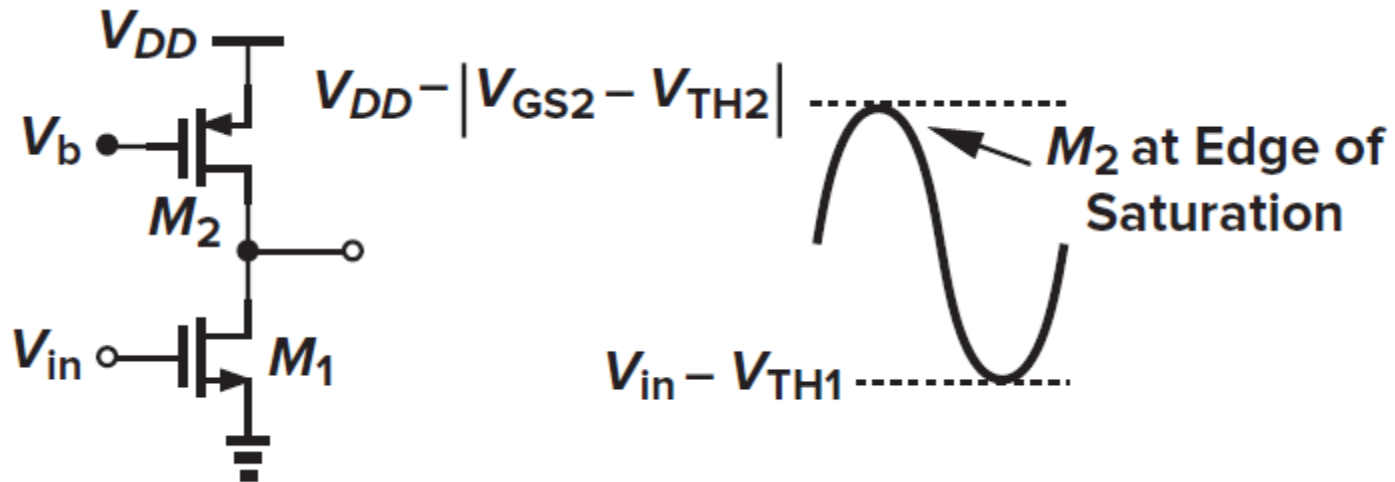 VDD
VDD – |VGS2 – VTH2|
Vb
M2 at Edge of
Saturation
M2
Vin
M1
Vin – VTH1